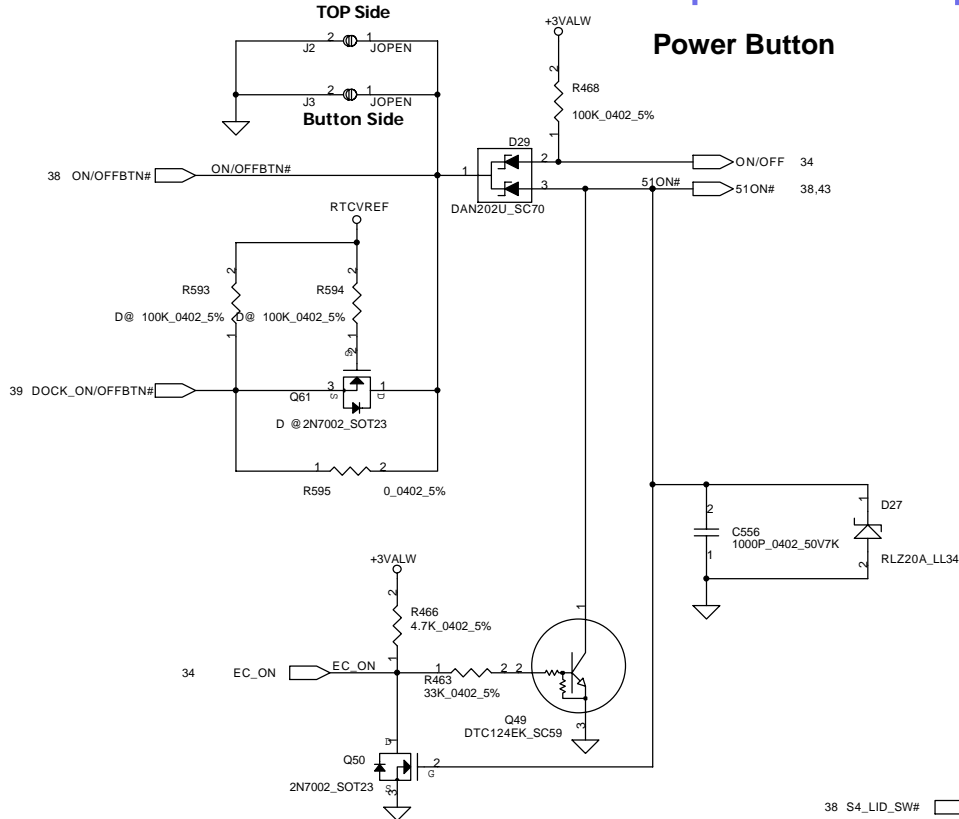 TOP Side
J2 2 1 JOPEN
J3 2 1 JOPEN
Button Side
+3VALW
Power Button
2
R468
100K_0402_5%
1
D29
38 ON/OFFBTN#
ON/OFFBTN#
1
2
3
DAN202U_SC70
ON/OFF 34
51ON#
51ON# 38,43
RTCVREF
2
R593
D@ 100K_0402_5%
1
2
R594
D@ 100K_0402_5%
1
G
2
39 DOCK_ON/OFFBTN#
3
S
1
D
Q61
D @2N7002_SOT23
1
2
R595
0_0402_5%
2
C556
1000P_0402_50V7K
1
1
D27
RLZ20A_LL34
2
+3VALW
2
R466
4.7K_0402_5%
1
34 EC_ON
EC_ON
1
2
R463
33K_0402_5%
2
1
3
Q49
DTC124EK_SC59
D
1
Q50
2N7002_SOT23
2
G
S
3
38 S4_LID_SW#